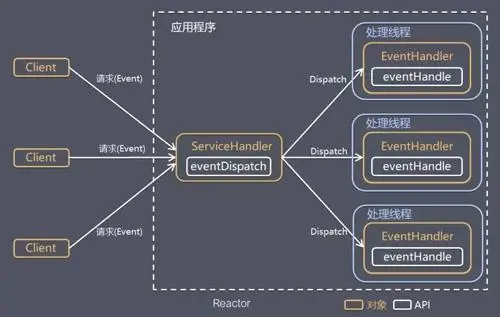 应用程序
处理线程
EventHandler
eventHandle
Client
请求(Event)
Dispatch
处理线程
EventHandler
eventHandle
Client
请求(Event)
ServiceHandler
eventDispatch
Dispatch
处理线程
EventHandler
eventHandle
Client
请求(Event)
Dispatch
Reactor
对象
API